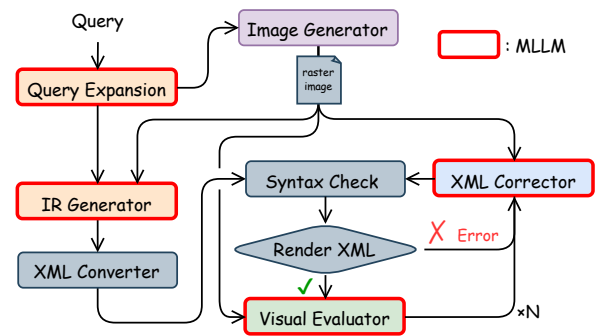 Query
Image Generator
: MLLM
raster
image
Query Expansion
Syntax Check
XML Corrector
IR Generator
Render XML
✗ Error
XML Converter
✓
Visual Evaluator
×N